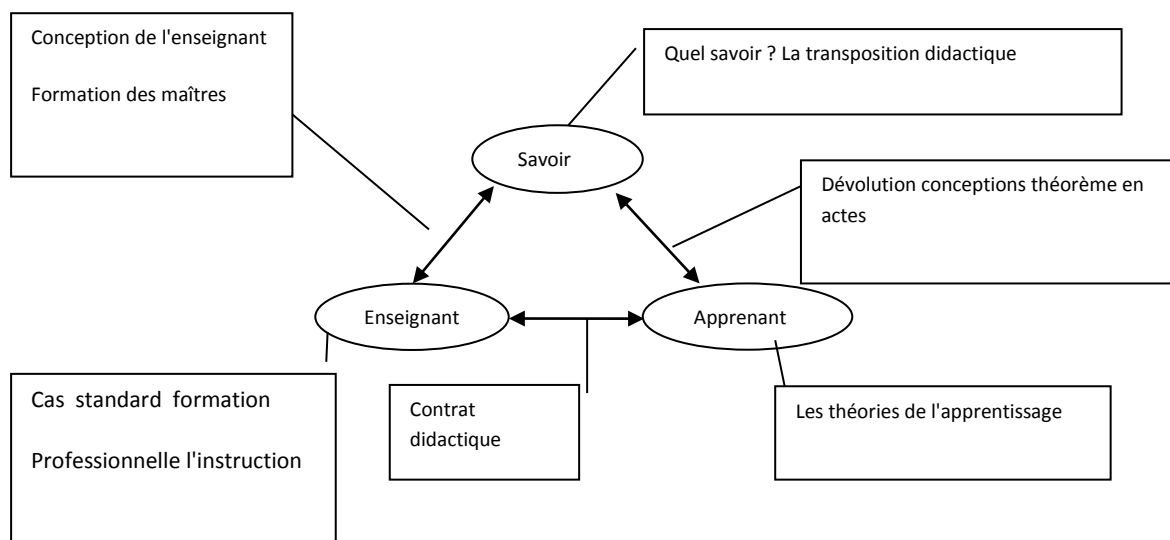 Conception de l'enseignant
Formation des maîtres
Quel savoir ? La transposition didactique
Savoir
Dévolution conceptions théorème en
actes
Enseignant
Apprenant
Cas standard formation
Professionnelle l'instruction
Contrat
didactique
Les théories de l'apprentissage